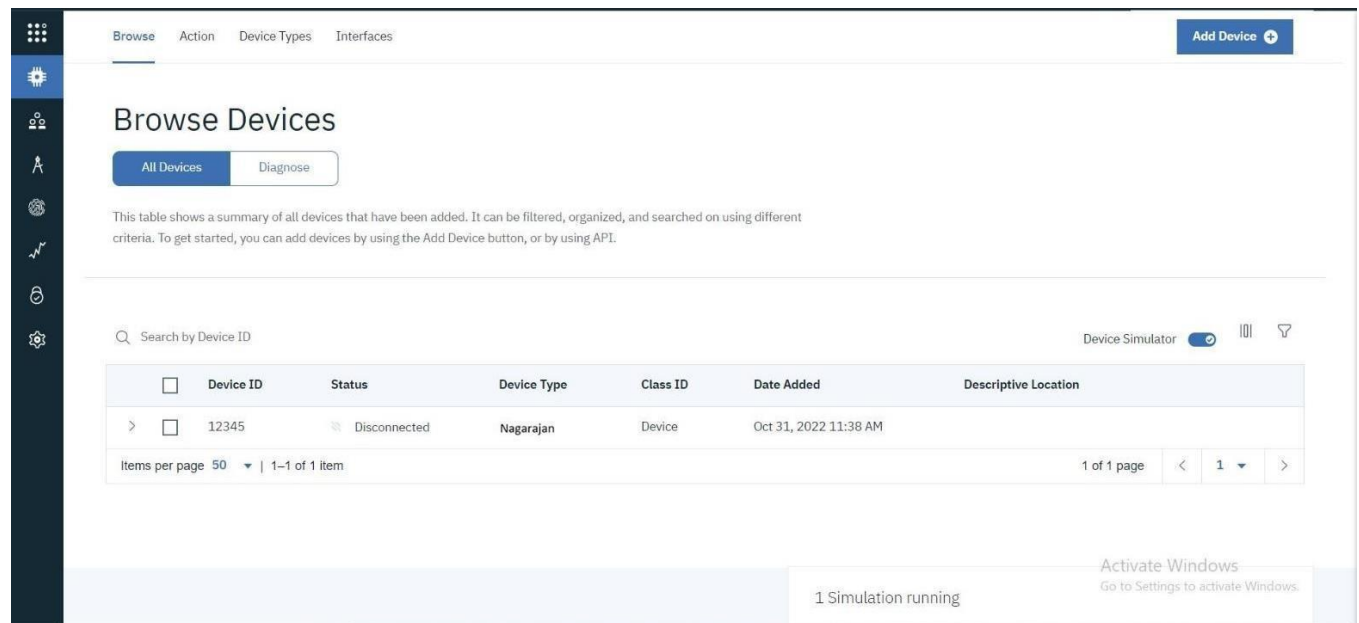 Browse Action Device Types Interfaces Add Device
Browse Devices
All Devices Diagnose
This table shows a summary of all devices that have been added. It can be filtered, organized, and searched on using different
criteria. To get started, you can add devices by using the Add Device button, or by using API.
Search by Device ID Device Simulator
Device ID Status Device Type Class ID Date Added Descriptive Location
12345 Disconnected Nagarajan Device Oct 31, 2022 11:38 AM
Items per page 50 | 1–1 of 1 item 1 of 1 page 1
Activate Windows
Go to Settings to activate Windows.
1 Simulation running